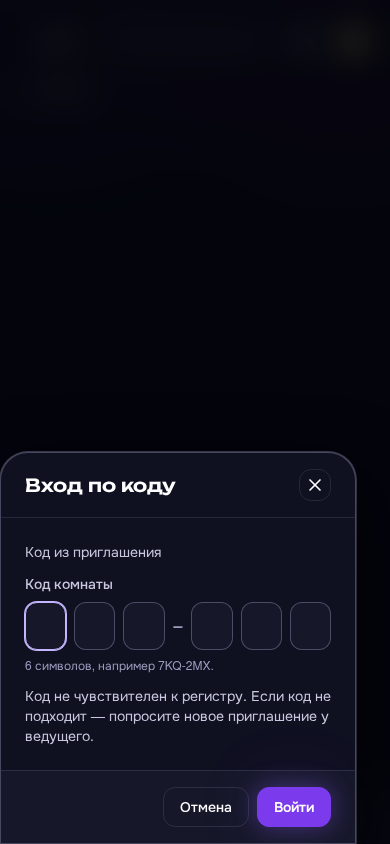 Вход по коду
Код из приглашения
Код комнаты
–
6 символов, например 7KQ-2MX.
Код не чувствителен к регистру. Если код не
подходит — попросите новое приглашение у
ведущего.
Отмена
Войти